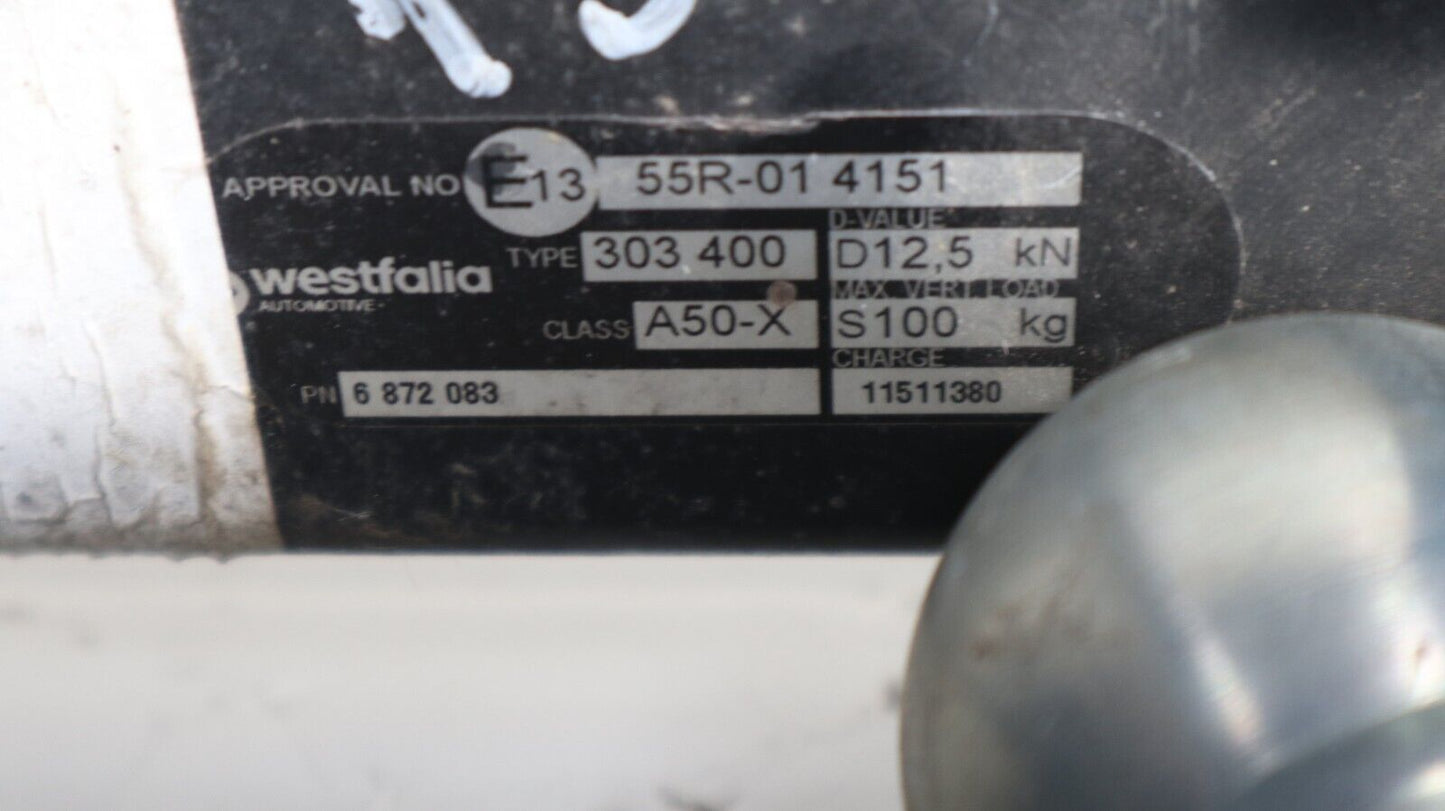 APPROVAL NO E13 55R-01 4151
D-VALUE
TYPE 303 400 D12,5 kN
westfalia
AUTOMOTIVE
MAX. VERT. LOAD
CLASS A50-X S100 kg
CHARGE
PN 6 872 083 11511380